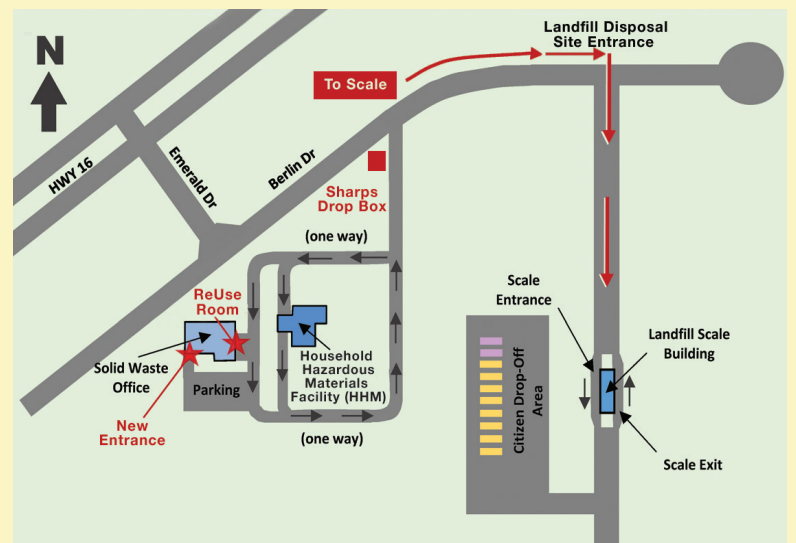 Landfill Disposal
Site Entrance
N
To Scale
HWY 16
Emerald Dr
Berlin Dr
Sharps
Drop Box
(one way)
ReUse
Room
Solid Waste
Office
Parking
New
Entrance
Household
Hazardous
Materials
Facility (HHM)
(one way)
Scale
Entrance
Landfill Scale
Building
Citizen Drop-Off
Area
Scale Exit